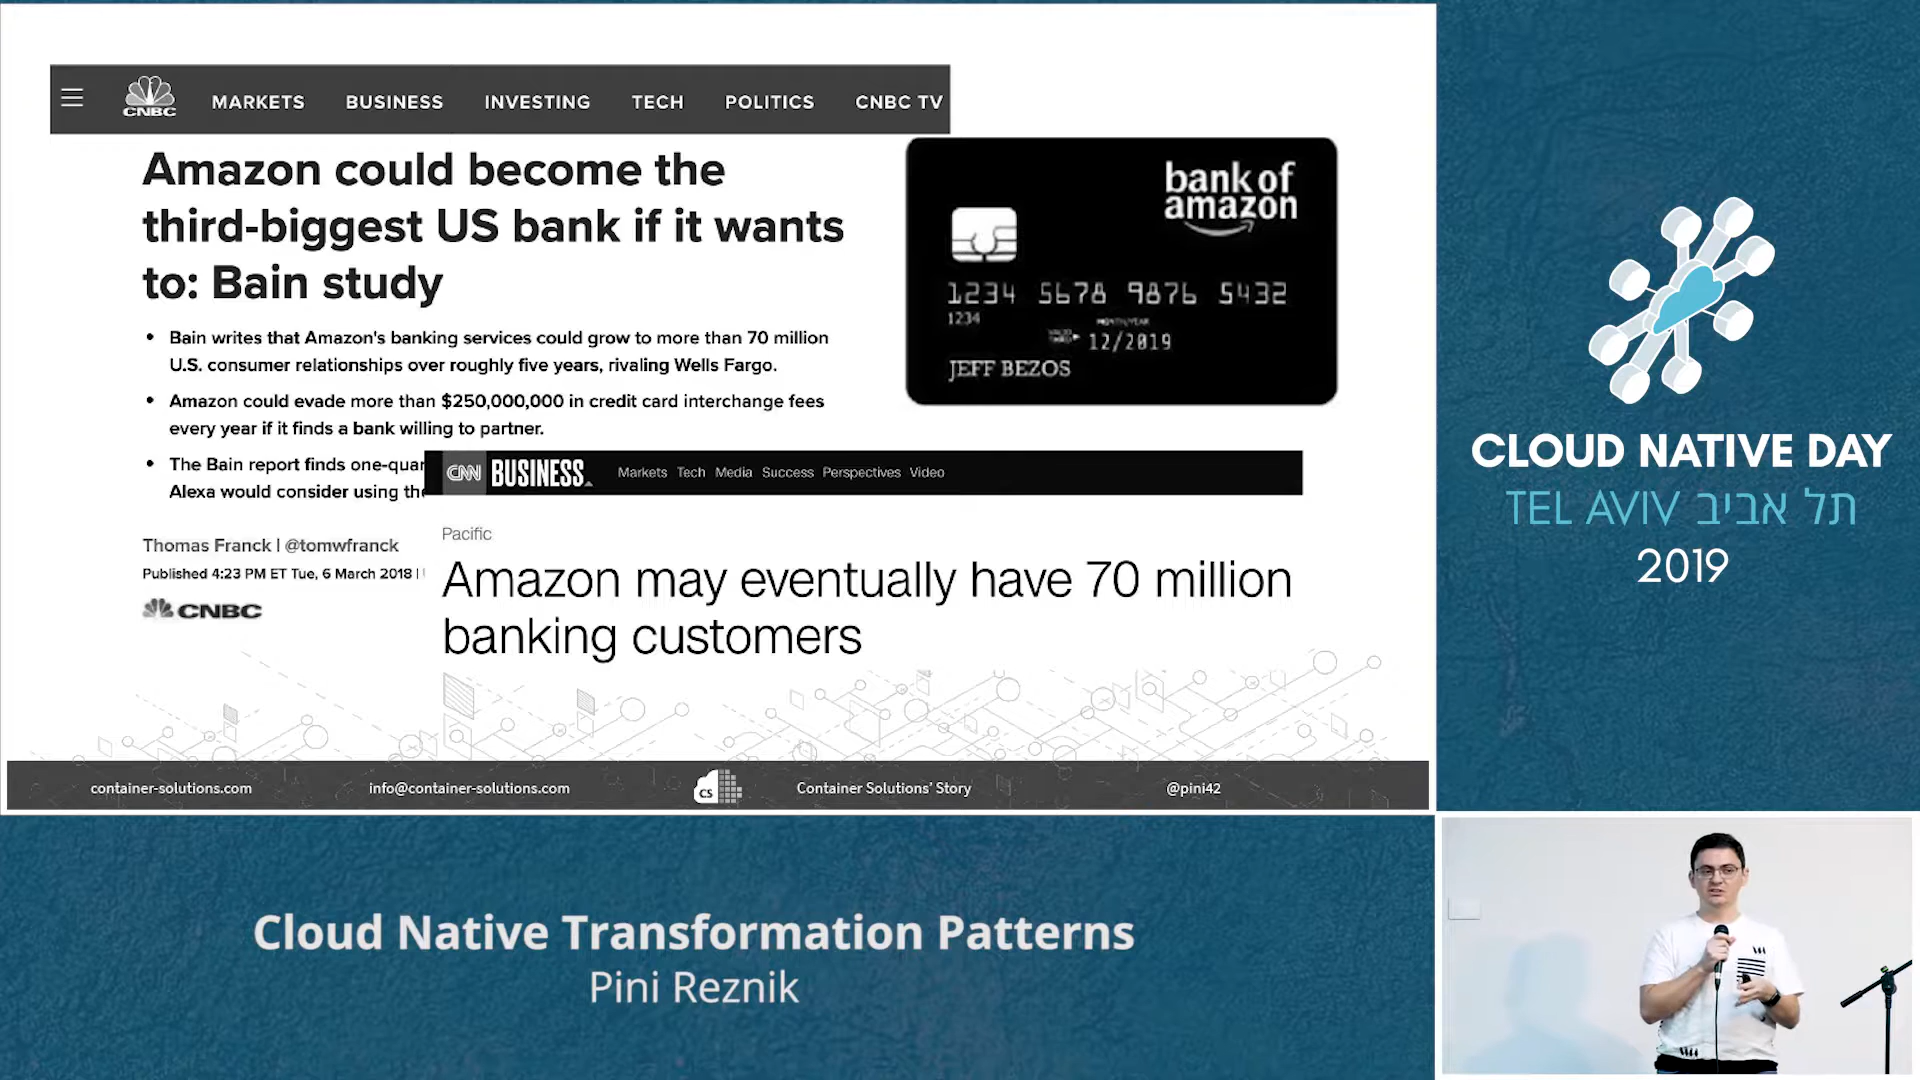 CNBC
MARKETS BUSINESS INVESTING TECH POLITICS CNBC TV
Amazon could become the
third-biggest US bank if it wants
to: Bain study
• Bain writes that Amazon's banking services could grow to more than 70 million
U.S. consumer relationships over roughly five years, rivaling Wells Fargo.
• Amazon could evade more than $250,000,000 in credit card interchange fees
every year if it finds a bank willing to partner.
• The Bain report finds one-quar
Alexa would consider using the
Thomas Franck | @tomwfranck
Published 4:23 PM ET Tue, 6 March 2018 |
CNBC
bank of
amazon
1234 5678 9876 5432
1234
MONTH/YEAR
12/2019
JEFF BEZOS
CNN BUSINESS
Markets Tech Media Success Perspectives Video
Pacific
Amazon may eventually have 70 million
banking customers
container-solutions.com
info@container-solutions.com
CS
Container Solutions' Story
@pini42
CLOUD NATIVE DAY
TEL AVIV תל אביב
2019
Cloud Native Transformation Patterns
Pini Reznik